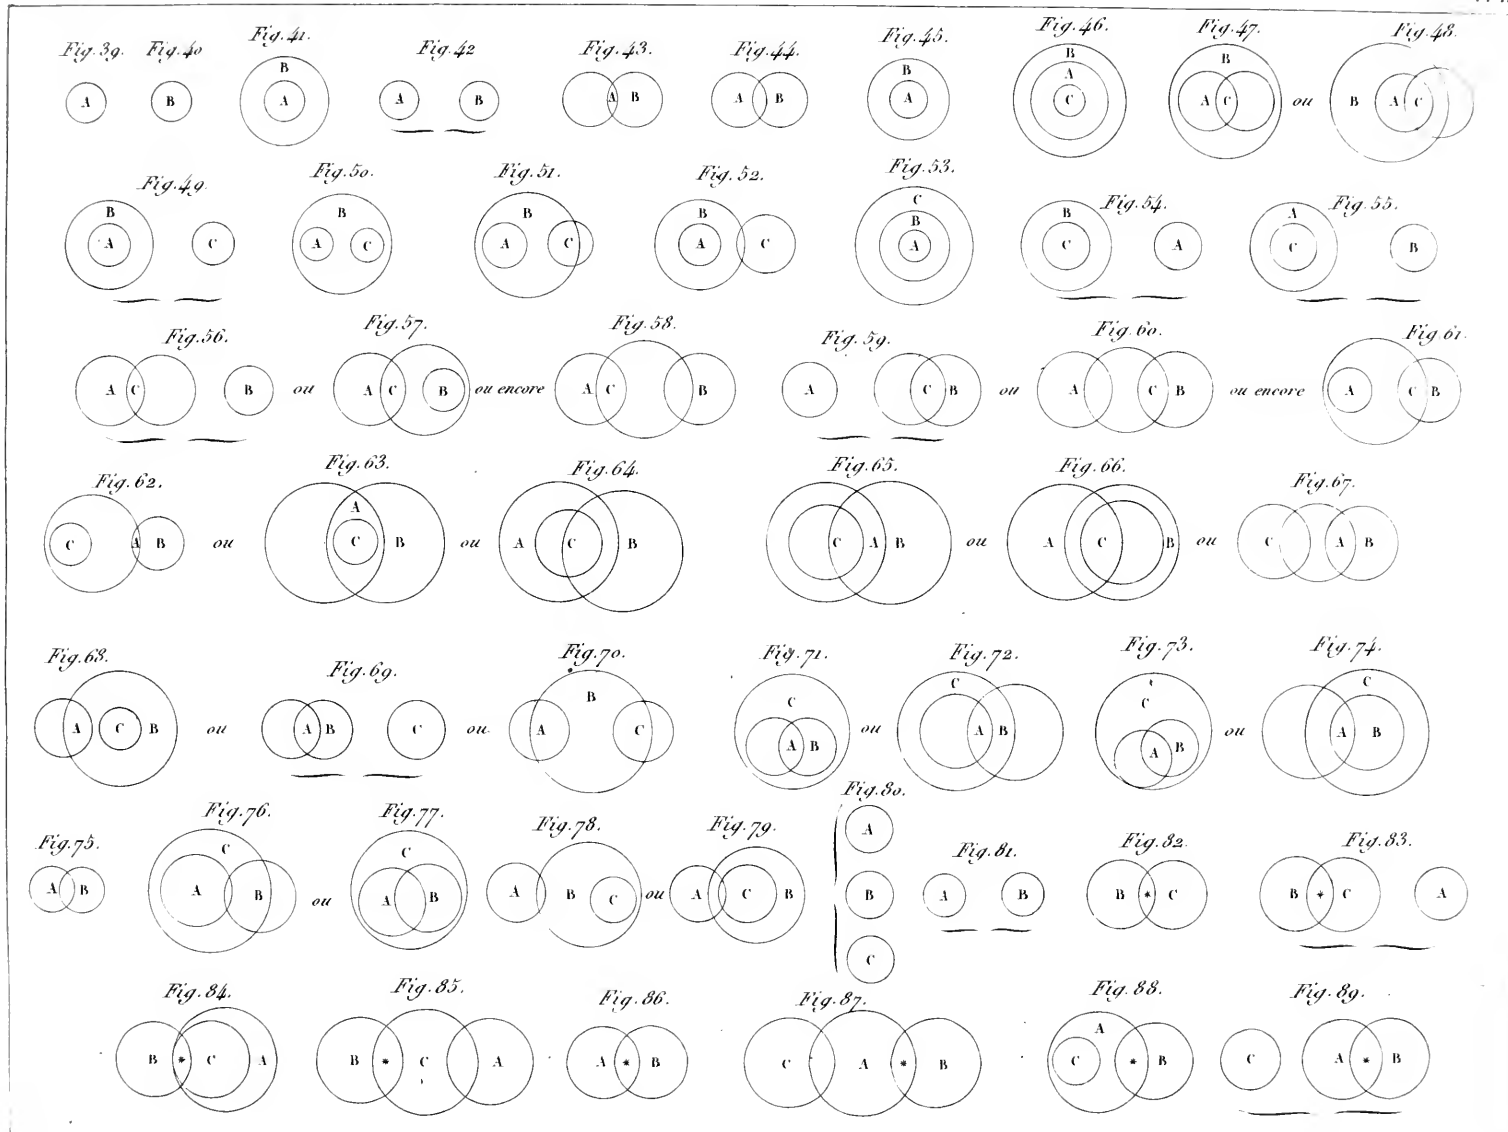 Fig. 39. Fig. 40 Fig. 41. Fig. 42 Fig. 43. Fig. 44. Fig. 45. Fig. 46. Fig. 47. Fig. 48.
A B B A A B A B A B B A B A C B A C ou B A C
Fig. 49. Fig. 50. Fig. 51. Fig. 52. Fig. 53. Fig. 54. Fig. 55.
B A C B A C B A C B A C C B A B C A A C B
Fig. 56. Fig. 57. Fig. 58. Fig. 59. Fig. 60. Fig. 61.
A C B ou A C B ou encore A C B A C B ou A C B ou encore A C B
Fig. 62. Fig. 63. Fig. 64. Fig. 65. Fig. 66. Fig. 67.
C A B ou A C B ou A C B C A B ou A C B ou C A B
Fig. 68. Fig. 69. Fig. 70. Fig. 71. Fig. 72. Fig. 73. Fig. 74.
A C B ou A B C ou B A C C A B ou C A B C A B ou C A B
Fig. 75. Fig. 76. Fig. 77. Fig. 78. Fig. 79. Fig. 80. Fig. 81. Fig. 82. Fig. 83.
A B C A B ou C A B A B C ou A C B A B C A B B * C B * C A
Fig. 84. Fig. 85. Fig. 86. Fig. 87. Fig. 88. Fig. 89.
B * C A B * C A A * B C A * B A C * B C A * B